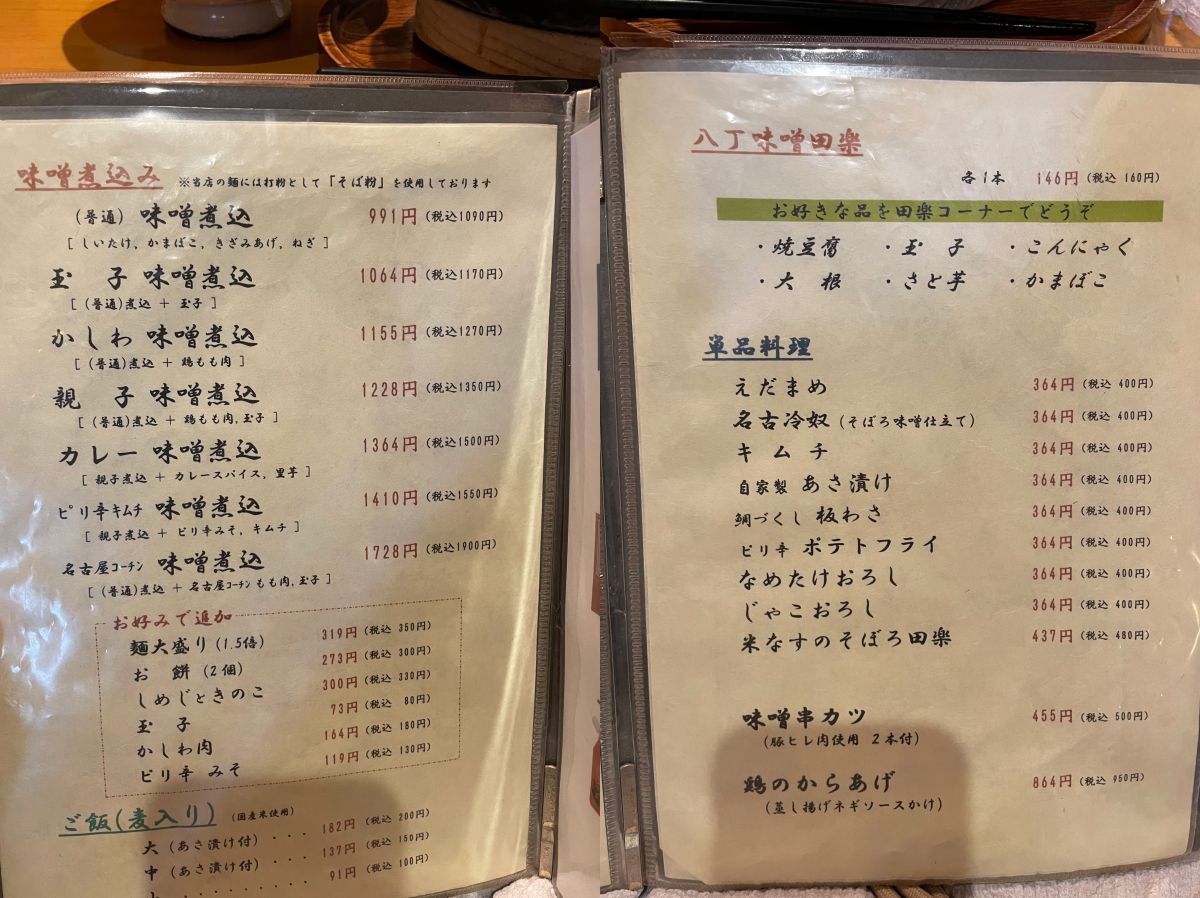 味噌煮込み ※当店の麺には打粉として「そば粉」を使用しております
(普通) 味噌煮込 991円 (税込1090円)
[ しいたけ, かまぼこ, きざみあげ, ねぎ ]
玉 子 味噌煮込 1064円 (税込1170円)
[ (普通)煮込 + 玉子 ]
かしわ 味噌煮込 1155円 (税込1270円)
[ (普通)煮込 + 鶏もも肉 ]
親 子 味噌煮込 1228円 (税込1350円)
[ (普通)煮込 + 鶏もも肉, 玉子 ]
カレー 味噌煮込 1364円 (税込1500円)
[ 親子煮込 + カレースパイス, 里芋 ]
ピリ辛キムチ 味噌煮込 1410円 (税込1550円)
[ 親子煮込 + ピリ辛みそ, キムチ ]
名古屋コーチン 味噌煮込 1728円 (税込1900円)
[ (普通)煮込 + 名古屋コーチン もも肉, 玉子 ]
お好みで追加
麺大盛り (1.5倍) 319円 (税込 350円)
お 餅 (2個) 273円 (税込 300円)
しめじときのこ 300円 (税込 330円)
玉 子 73円 (税込 80円)
かしわ肉 164円 (税込 180円)
ピリ辛 みそ 119円 (税込 130円)
ご飯(麦入り) (国産米使用)
大 (あさ漬け付) ・・・ 182円 (税込 200円)
中 (あさ漬け付) ・・・ 137円 (税込 150円)
・・・・・・・・ 91円 (税込 100円)
八丁味噌田楽
各1本 146円 (税込 160円)
お好きな品を田楽コーナーでどうぞ
・焼豆腐 ・玉 子 ・こんにゃく
・大 根 ・さと芋 ・かまぼこ
単品料理
えだまめ 364円 (税込 400円)
名古冷奴 (そぼろ味噌仕立て) 364円 (税込 400円)
キ ム チ 364円 (税込 400円)
自家製 あさ漬け 364円 (税込 400円)
鯛づくし 板わさ 364円 (税込 400円)
ピリ辛 ポテトフライ 364円 (税込 400円)
なめたけおろし 364円 (税込 400円)
じゃこおろし 364円 (税込 400円)
米なすのそぼろ田楽 437円 (税込 480円)
味噌串カツ 455円 (税込 500円)
(豚ヒレ肉使用 2本付)
鶏のからあげ 864円 (税込 950円)
(蒸し揚げネギソースかけ)